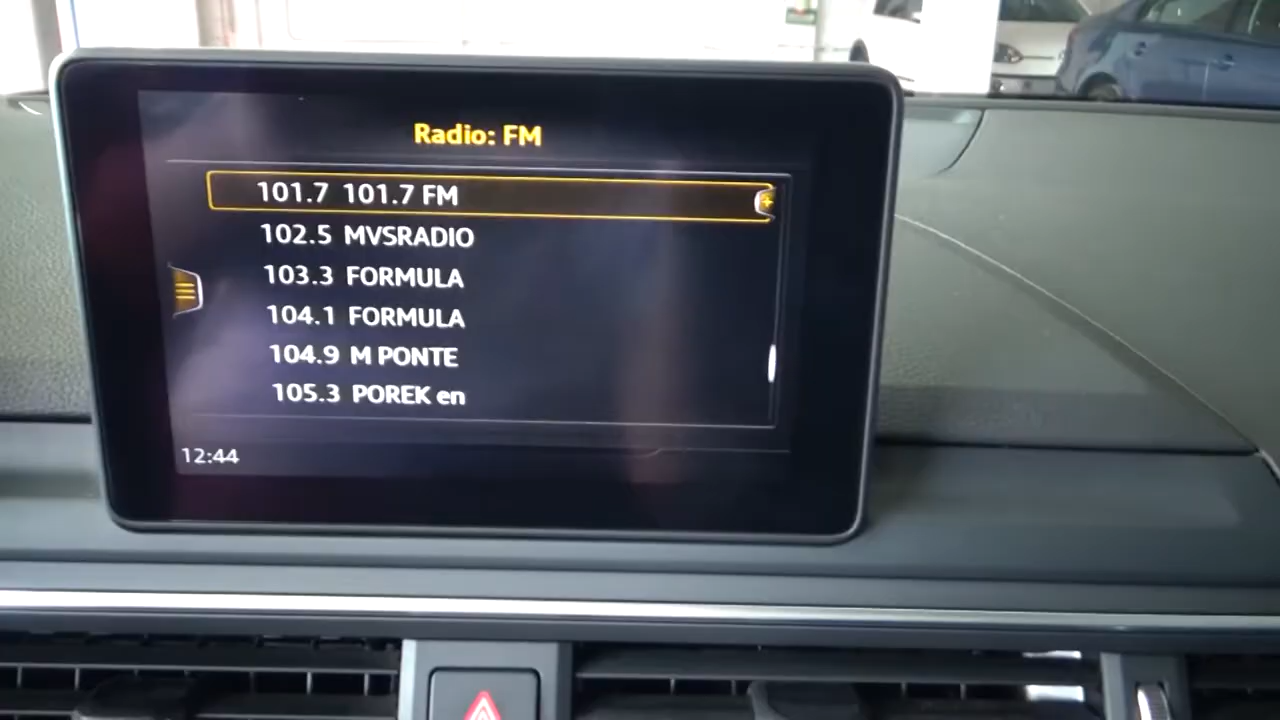 Radio: FM
101.7 101.7 FM
102.5 MVSRADIO
103.3 FORMULA
104.1 FORMULA
104.9 M PONTE
105.3 POREK en
12:44